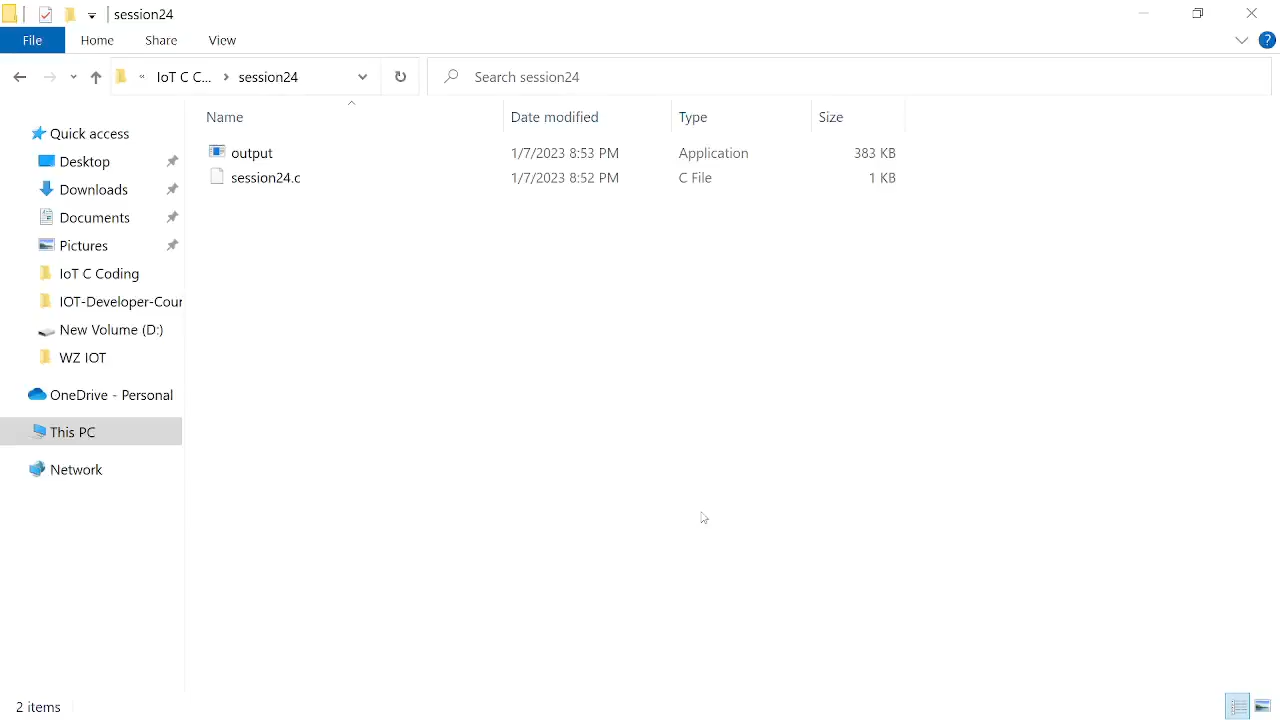 session24
File Home Share View
?
« IoT C C... > session24
Search session24
Name Date modified Type Size
output 1/7/2023 8:53 PM Application 383 KB
session24.c 1/7/2023 8:52 PM C File 1 KB
Quick access
Desktop
Downloads
Documents
Pictures
IoT C Coding
IOT-Developer-Cour
New Volume (D:)
WZ IOT
OneDrive - Personal
This PC
Network
2 items